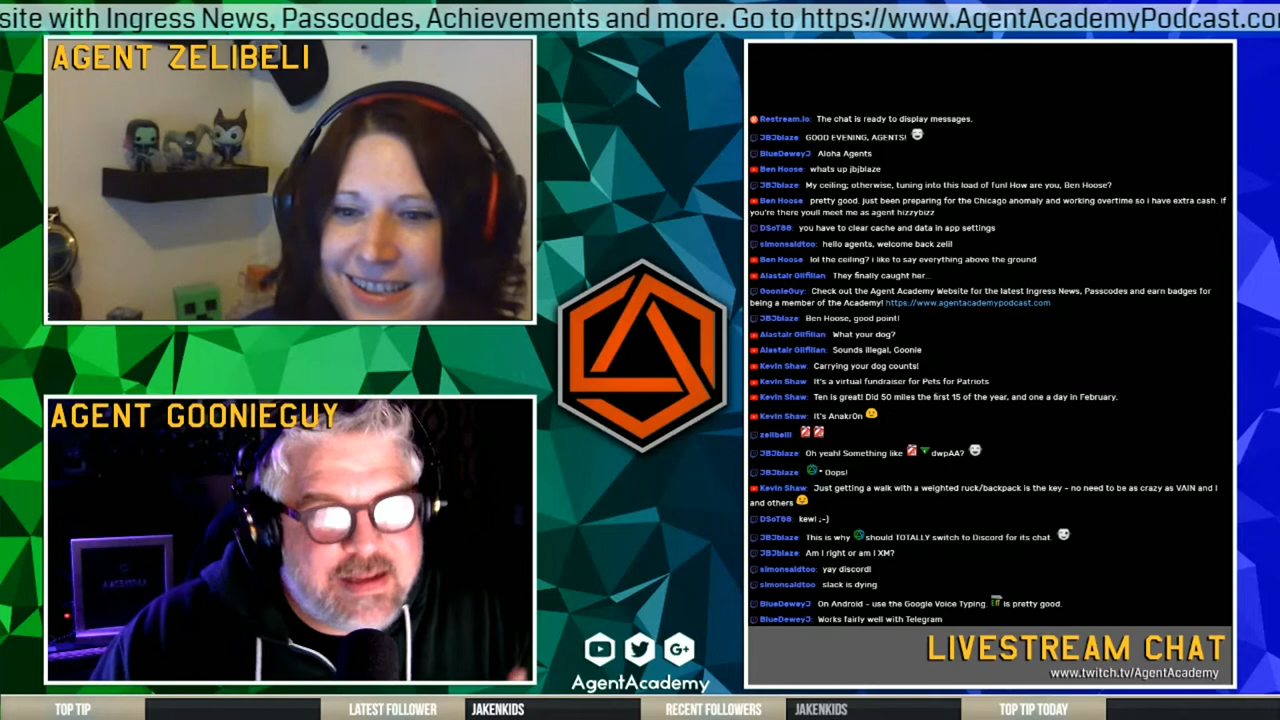 site with Ingress News, Passcodes, Achievements and more. Go to https://www.AgentAcademyPodcast.co
AGENT ZELIBELI
AGENT GOONIEGUY
Restream.io: The chat is ready to display messages.
JBJblaze: GOOD EVENING, AGENTS!
BlueDeweyJ: Aloha Agents
Ben Hoose: whats up jbjblaze
JBJblaze: My ceiling; otherwise, tuning into this load of fun! How are you, Ben Hoose?
Ben Hoose: pretty good. just been preparing for the Chicago anomaly and working overtime so i have extra cash. if
you're there youll meet me as agent hizzybizz
DSoT00: you have to clear cache and data in app settings
simonsaidtoo: hello agents, welcome back zeli!
Ben Hoose: lol the ceiling? i like to say everything above the ground
Alastair Gilfillan: They finally caught her...
GoonieGuy: Check out the Agent Academy Website for the latest Ingress News, Passcodes and earn badges for
being a member of the Academy! https://www.agentacademypodcast.com
JBJblaze: Ben Hoose, good point!
Alastair Gilfillan: What your dog?
Alastair Gilfillan: Sounds illegal, Goonie
Kevin Shaw: Carrying your dog counts!
Kevin Shaw: It's a virtual fundraiser for Pets for Patriots
Kevin Shaw: Ten is great! Did 50 miles the first 15 of the year, and one a day in February.
Kevin Shaw: It's Anakr0n
zelibeli:
JBJblaze: Oh yeah! Something like dwpAA?
JBJblaze: * Oops!
Kevin Shaw: Just getting a walk with a weighted ruck/backpack is the key - no need to be as crazy as VAIN and I
and others
DSoT00: kewl ;-)
JBJblaze: This is why should TOTALLY switch to Discord for its chat.
JBJblaze: Am I right or am I XM?
simonsaidtoo: yay discord!
simonsaidtoo: slack is dying
BlueDeweyJ: On Android - use the Google Voice Typing. is pretty good.
BlueDeweyJ: Works fairly well with Telegram
LIVESTREAM CHAT
www.twitch.tv/AgentAcademy
G+
AgentAcademy
TOP TIP
LATEST FOLLOWER
JAKENKIDS
RECENT FOLLOWERS
JAKENKIDS
TOP TIP TODAY